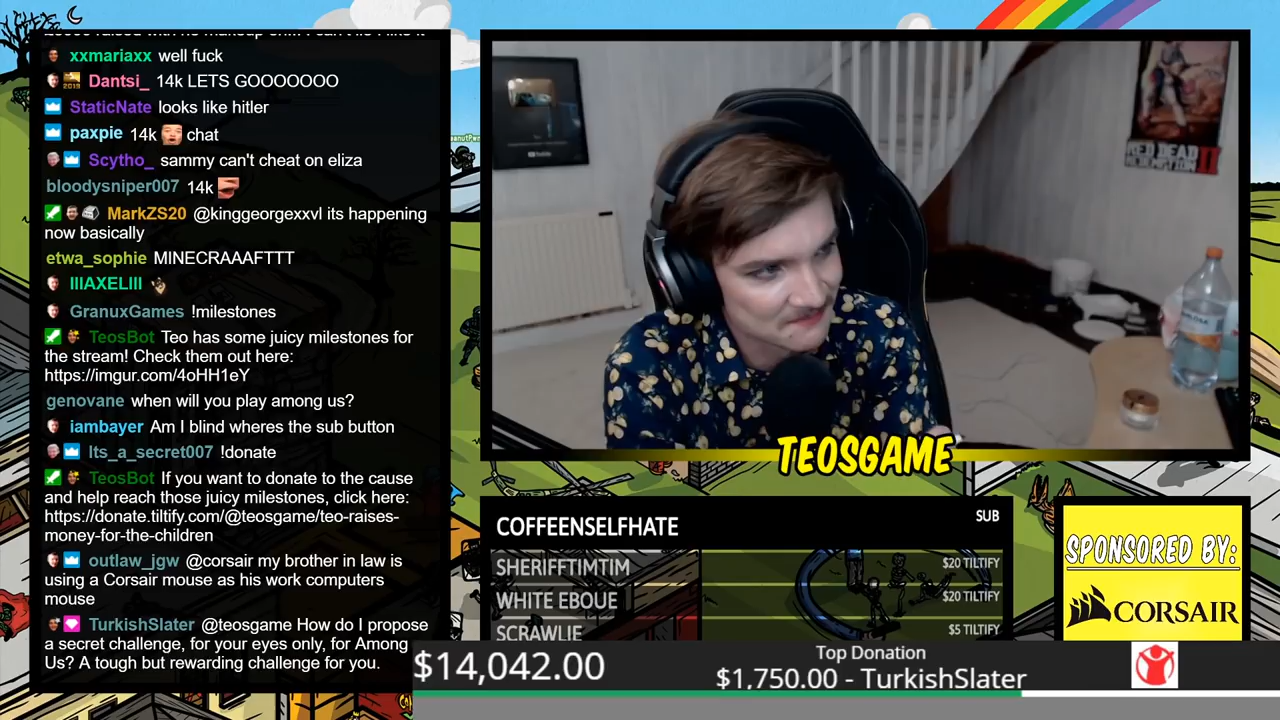 xxmariaxx well fuck
Dantsi_ 14k LETS GOOOOOOO
StaticNate looks like hitler
paxpie 14k chat
Scytho_ sammy can't cheat on eliza
bloodysniper007 14k
MarkZS20 @kinggeorgexxvl its happening
now basically
etwa_sophie MINECRAAAFTTT
IIIAXELIII
GranuxGames !milestones
TeosBot Teo has some juicy milestones for
the stream! Check them out here:
https://imgur.com/4oHH1eY
genovane when will you play among us?
iambayer Am I blind wheres the sub button
Its_a_secret007 !donate
TeosBot If you want to donate to the cause
and help reach those juicy milestones, click here:
https://donate.tiltify.com/@teosgame/teo-raises-
money-for-the-children
outlaw_jgw @corsair my brother in law is
using a Corsair mouse as his work computers
mouse
TurkishSlater @teosgame How do I propose
a secret challenge, for your eyes only, for Among
Us? A tough but rewarding challenge for you.
YouTube
RED DEAD
REDEMPTION II
TEOSGAME
COFFEENSELFHATE SUB
SHERIFFTIMTIM $20 TILTIFY
WHITE EBOUE $20 TILTIFY
SCRAWLIE $5 TILTIFY
SPONSORED BY:
CORSAIR
$14,042.00
Top Donation
$1,750.00 - TurkishSlater